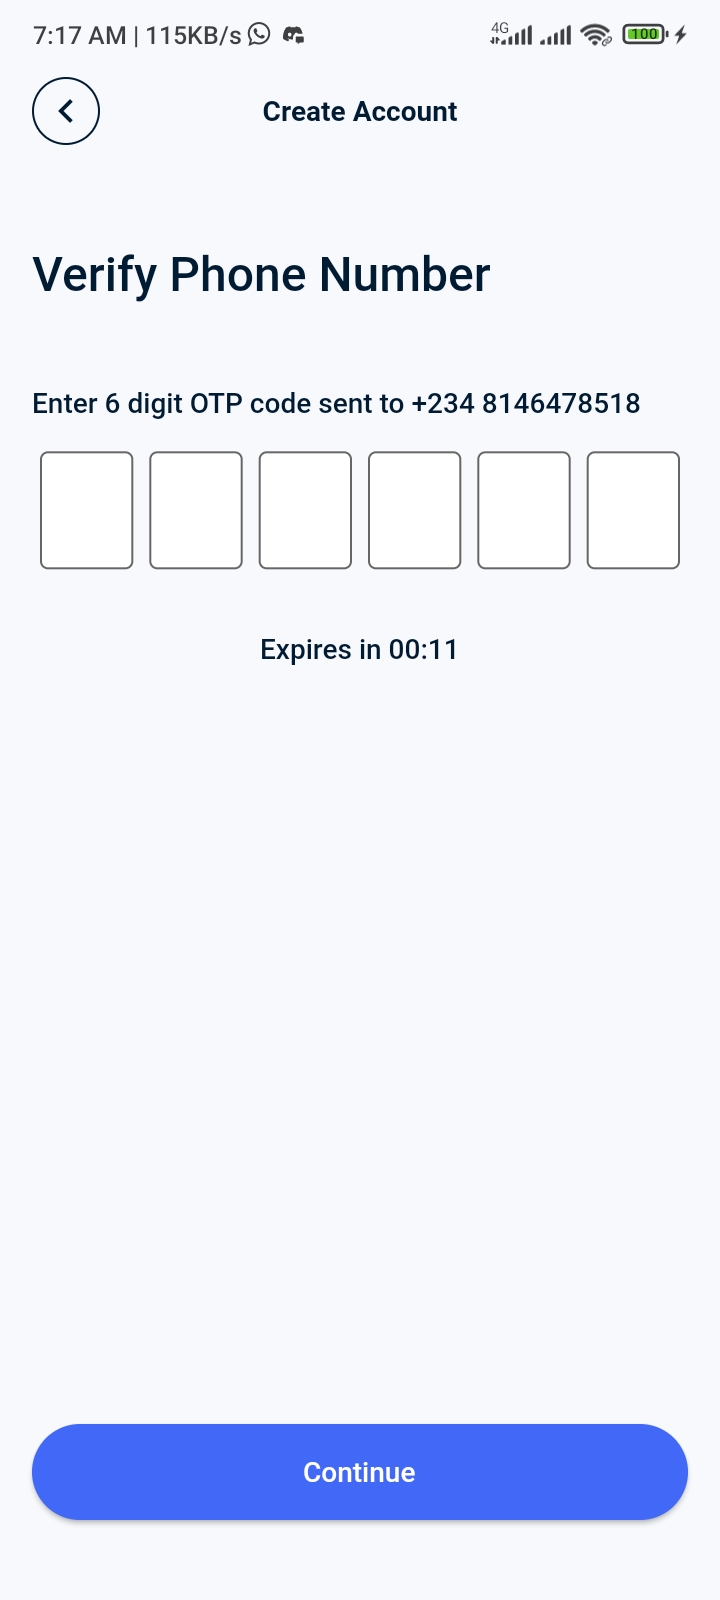 7:17 AM | 115KB/s 4G 100
Create Account
Verify Phone Number
Enter 6 digit OTP code sent to +234 8146478518
Expires in 00:11
Continue